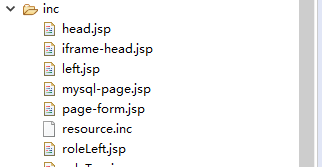 inc
head.jsp
iframe-head.jsp
left.jsp
mysql-page.jsp
page-form.jsp
resource.inc
roleLeft.jsp